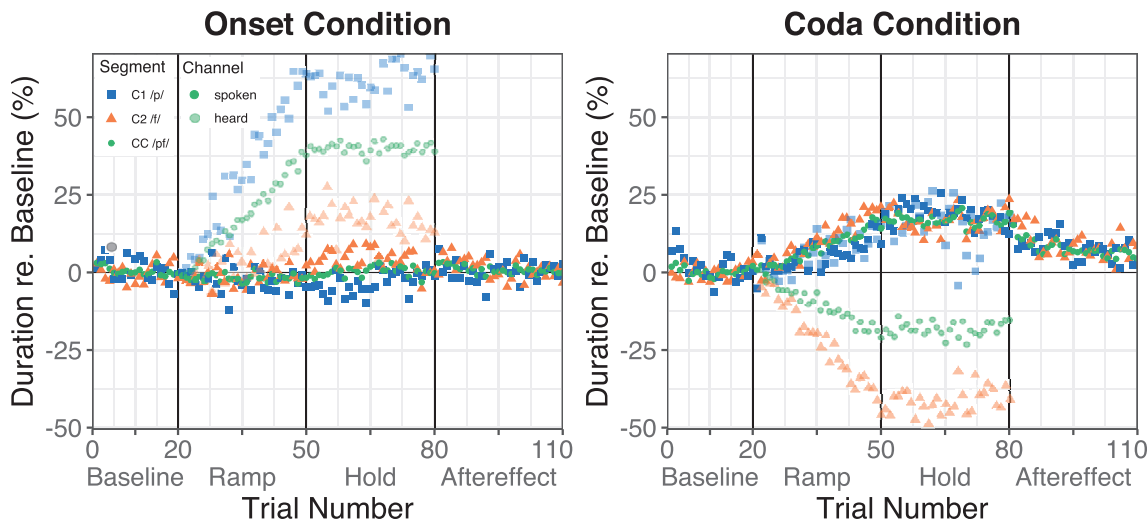 Onset Condition
Coda Condition
Segment
Channel
C1 /p/
C2 /f/
CC /pf/
spoken
heard
Duration re. Baseline (%)
50
25
0
-25
-50
0 20 50 80 110
Baseline Ramp Hold Aftereffect
Trial Number
Duration re. Baseline (%)
50
25
0
-25
-50
0 20 50 80 110
Baseline Ramp Hold Aftereffect
Trial Number